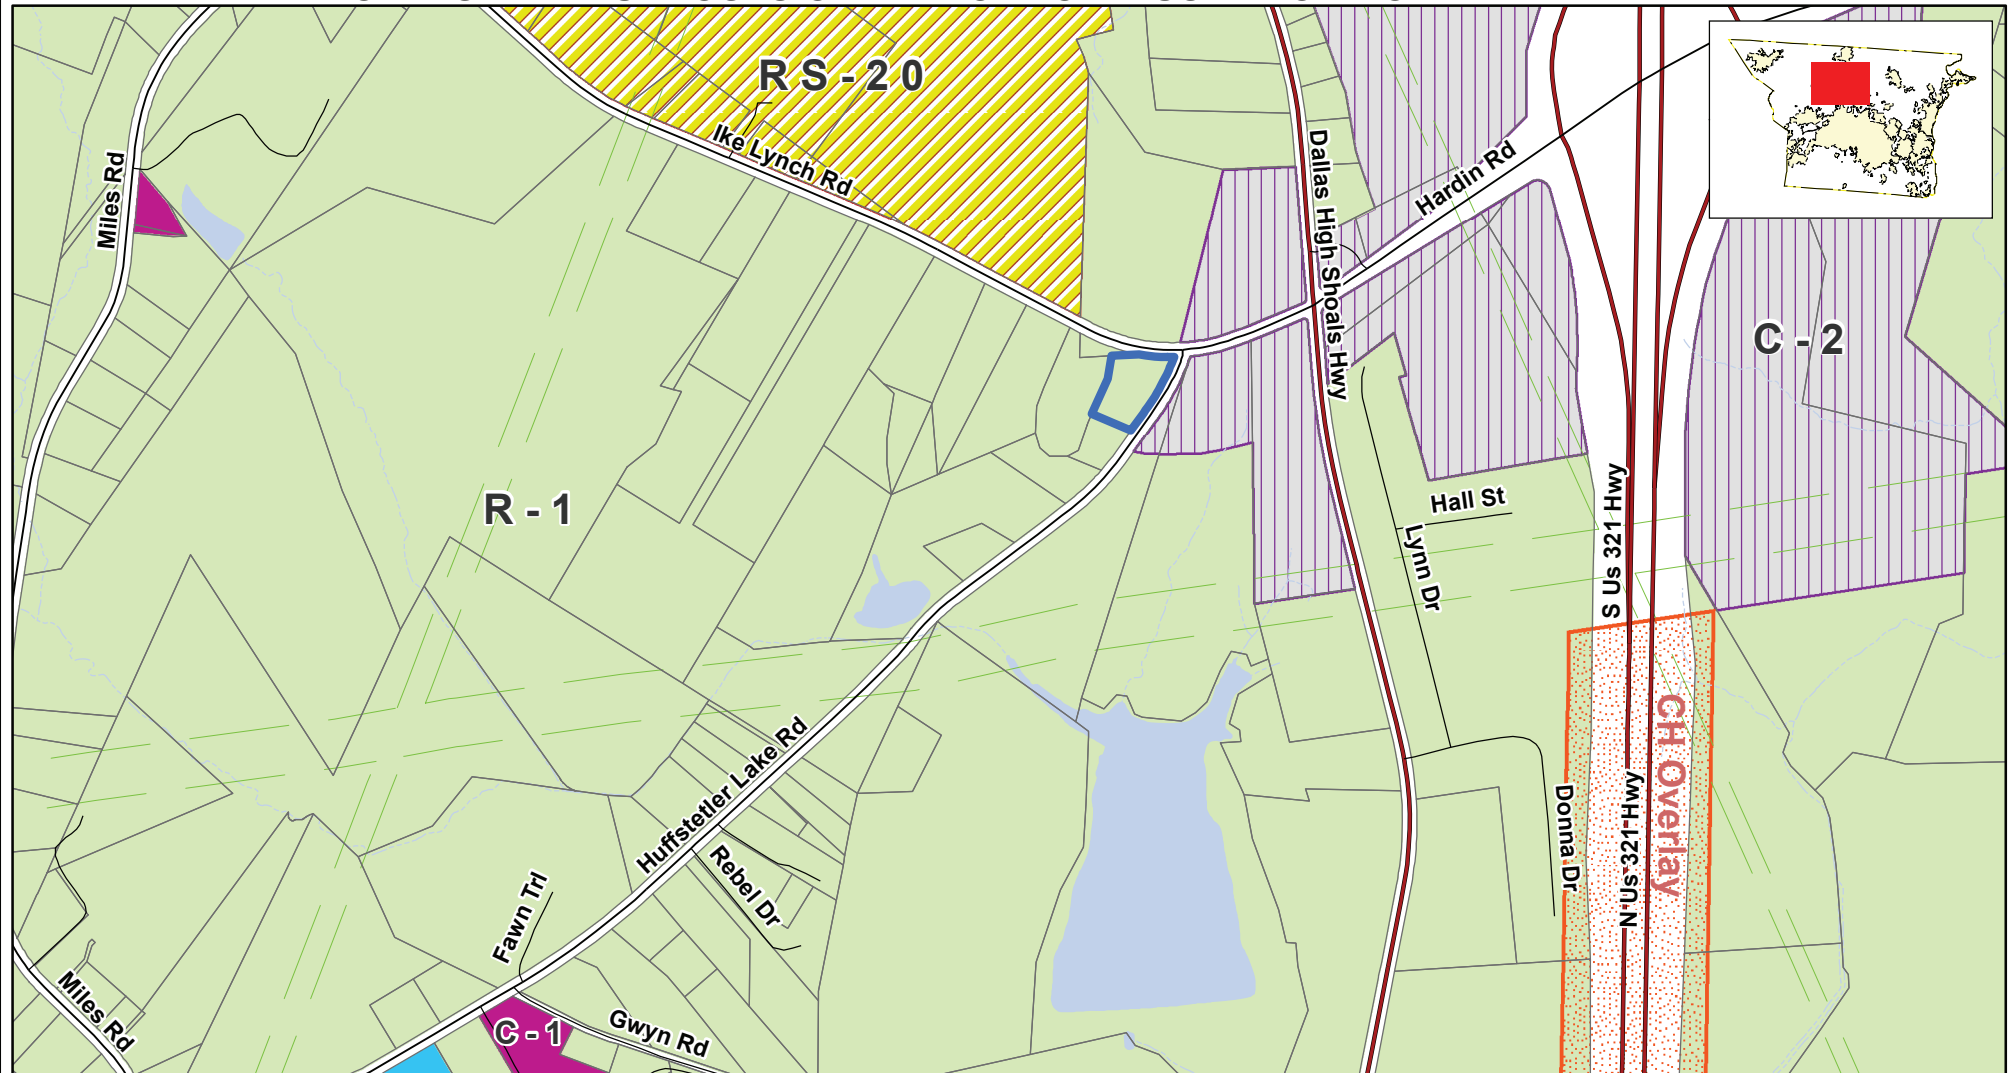 RS-20
Ike Lynch Rd
Miles Rd
Dallas High Shoals Hwy
Hardin Rd
C-2
R-1
Hall St
Lynn Dr
S Us 321 Hwy
CH Overlay
N Us 321 Hwy
Donna Dr
Huffstetler Lake Rd
Rebel Dr
Fawn Trl
Miles Rd
C-1
Gwyn Rd